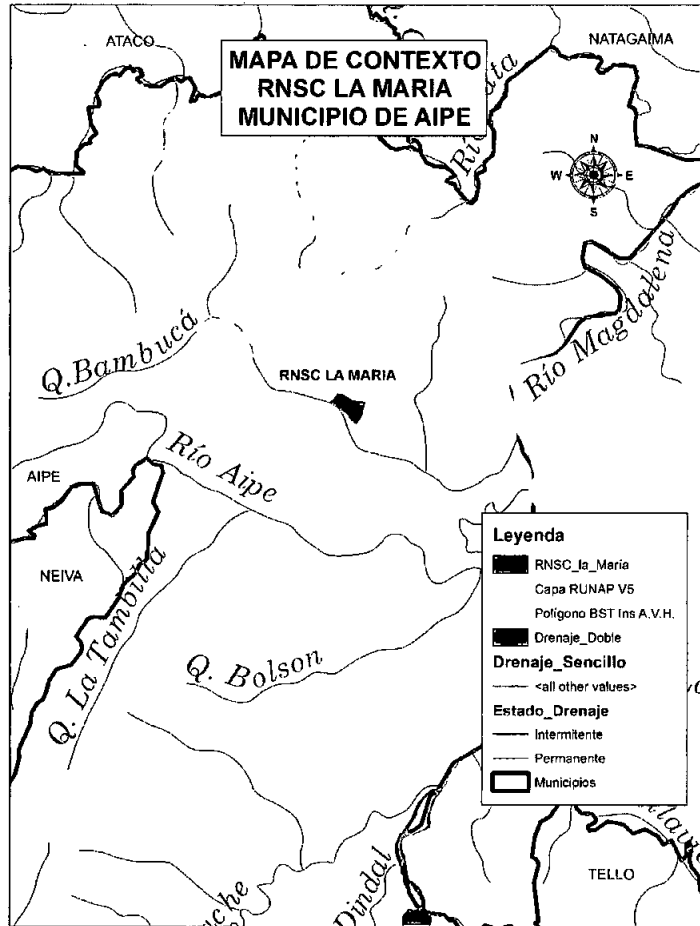 ATACO
MAPA DE CONTEXTO
RNSC LA MARIA
MUNICIPIO DE AIPE
NATAGAIMA
Río
N
W E
S
Río Magdalena
Q.Bambucá
RNSC LA MARIA
Río Aipe
AIPE
NEIVA
Q. La Tambilla
Q. Bolson
Leyenda
RNSC_la_Maria
Capa RUNAP V5
Polígono BST Ins A.V.H.
Drenaje_Doble
Drenaje_Sencillo
<all other values>
Estado_Drenaje
Intermitente
Permanente
Municipios
Dindal
TELLO